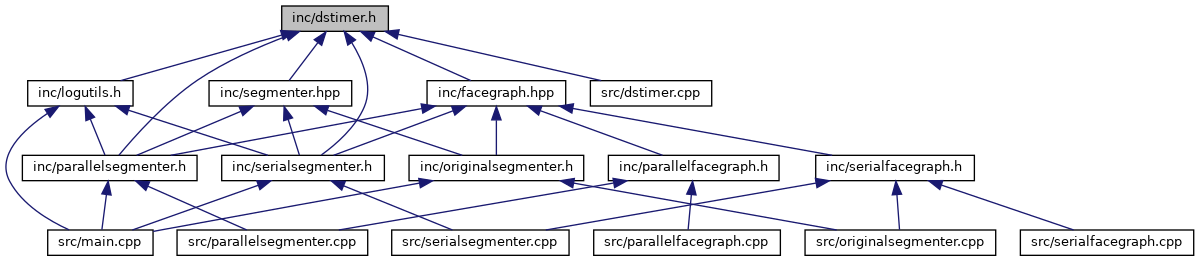 inc/dstimer.h
inc/logutils.h
inc/segmenter.hpp
inc/facegraph.hpp
src/dstimer.cpp
inc/parallelsegmenter.h
inc/serialsegmenter.h
inc/originalsegmenter.h
inc/parallelfacegraph.h
inc/serialfacegraph.h
src/main.cpp
src/parallelsegmenter.cpp
src/serialsegmenter.cpp
src/parallelfacegraph.cpp
src/originalsegmenter.cpp
src/serialfacegraph.cpp